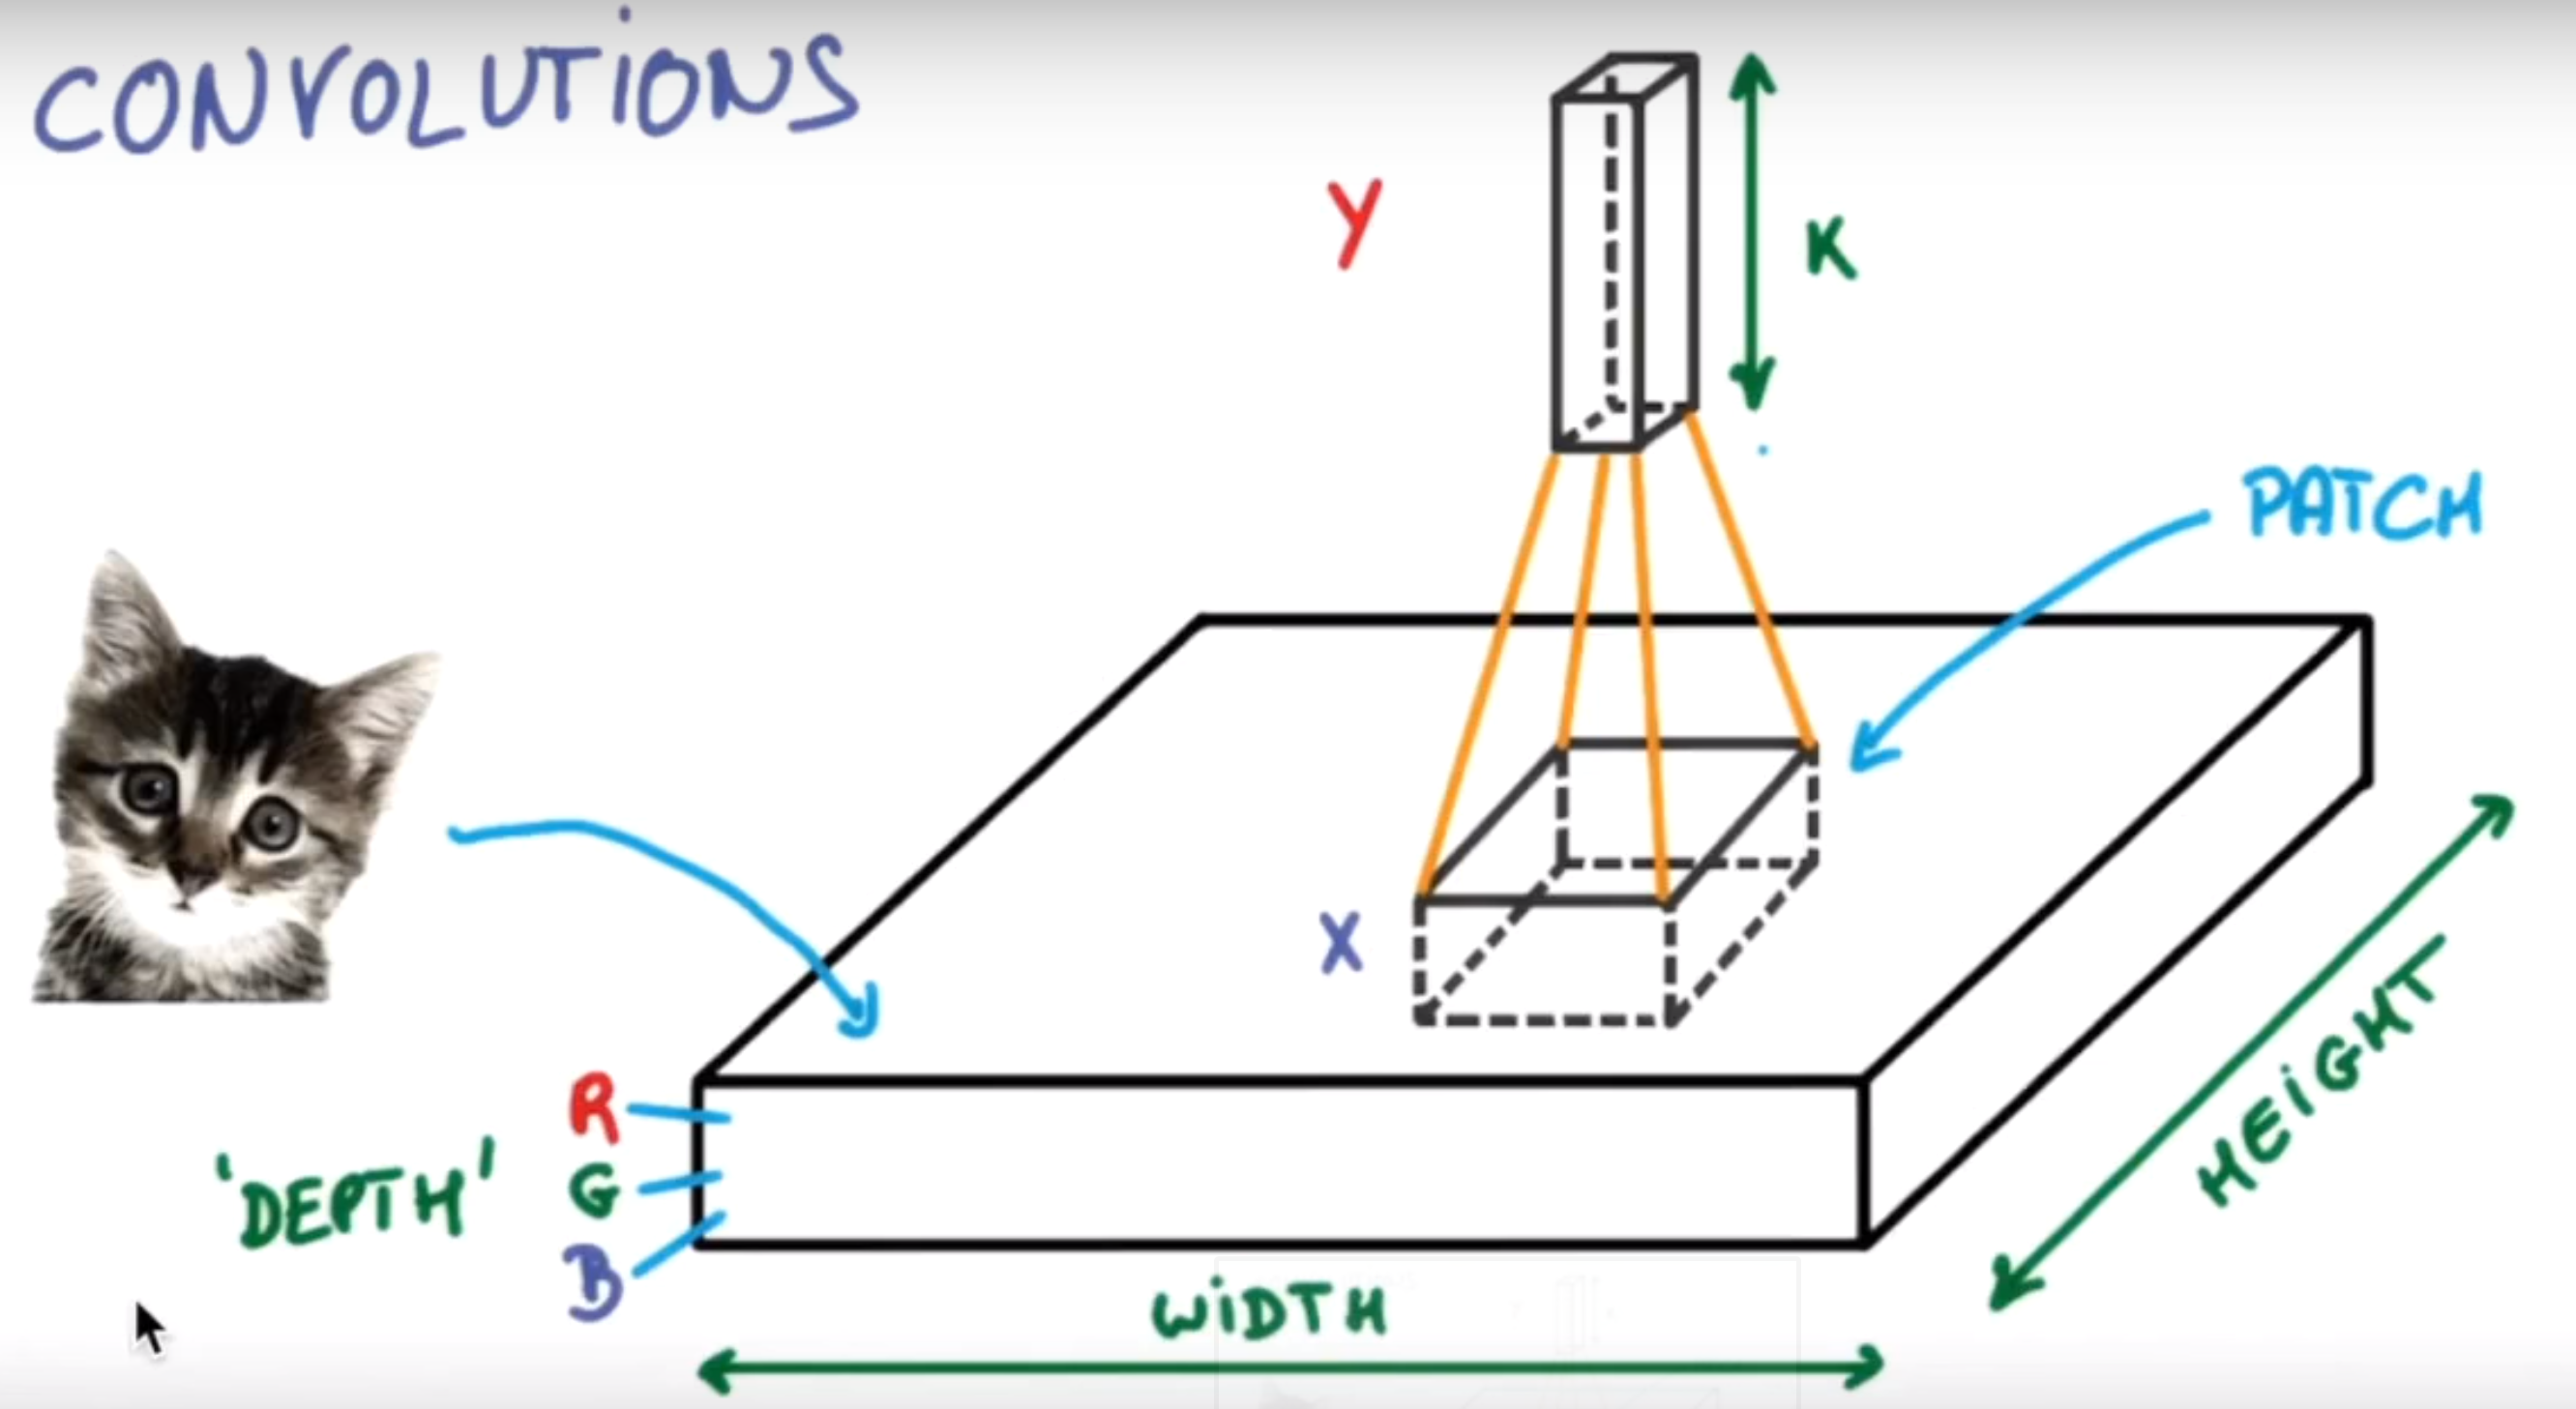 CONVOLUTIONS
Y
K
PATCH
X
R
'DEPTH'
G
B
HEIGHT
WIDTH